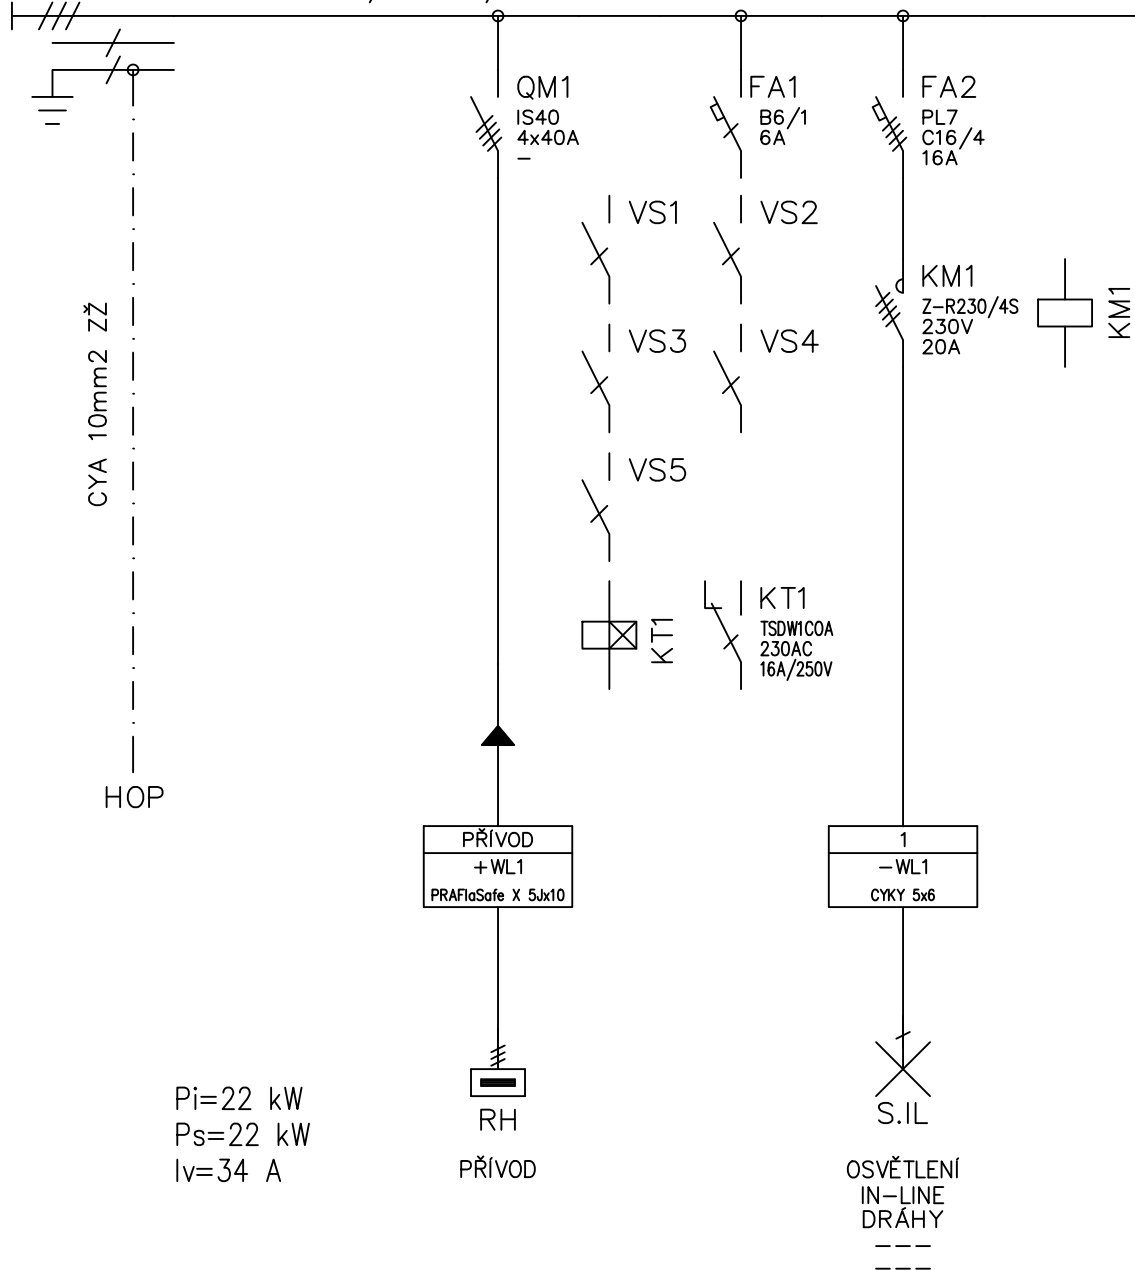 QM1
IS40
4x40A
–
FA1
B6/1
6A
FA2
PL7
C16/4
16A
VS1
VS2
KM1
Z–R230/4S
230V
20A
KM1
CYA 10mm2 ZŽ
VS3
VS4
VS5
KT1
KT1
TSDW1COA
230AC
16A/250V
HOP
PŘÍVOD
+WL1
PRAFlaSafe X 5Jx10
1
–WL1
CYKY 5x6
Pi=22 kW
Ps=22 kW
Iv=34 A
RH
PŘÍVOD
S.IL
OSVĚTLENÍ
IN–LINE
DRÁHY
–––
–––